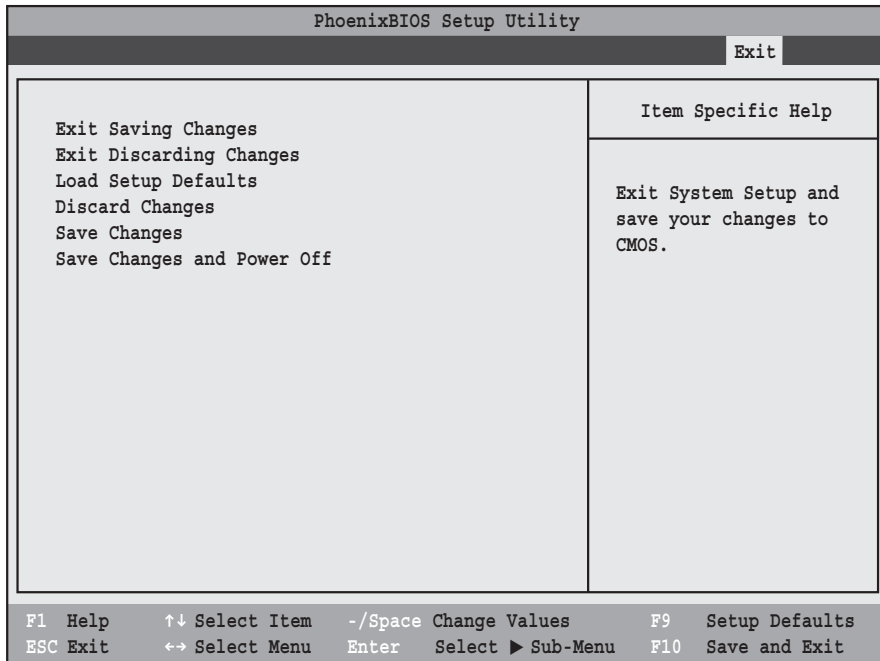 PhoenixBIOS Setup Utility
Exit
Exit Saving Changes
Exit Discarding Changes
Load Setup Defaults
Discard Changes
Save Changes
Save Changes and Power Off
Item Specific Help
Exit System Setup and
save your changes to
CMOS.
F1 Help ↑↓ Select Item -/Space Change Values F9 Setup Defaults
ESC Exit ←→ Select Menu Enter Select ▶ Sub-Menu F10 Save and Exit